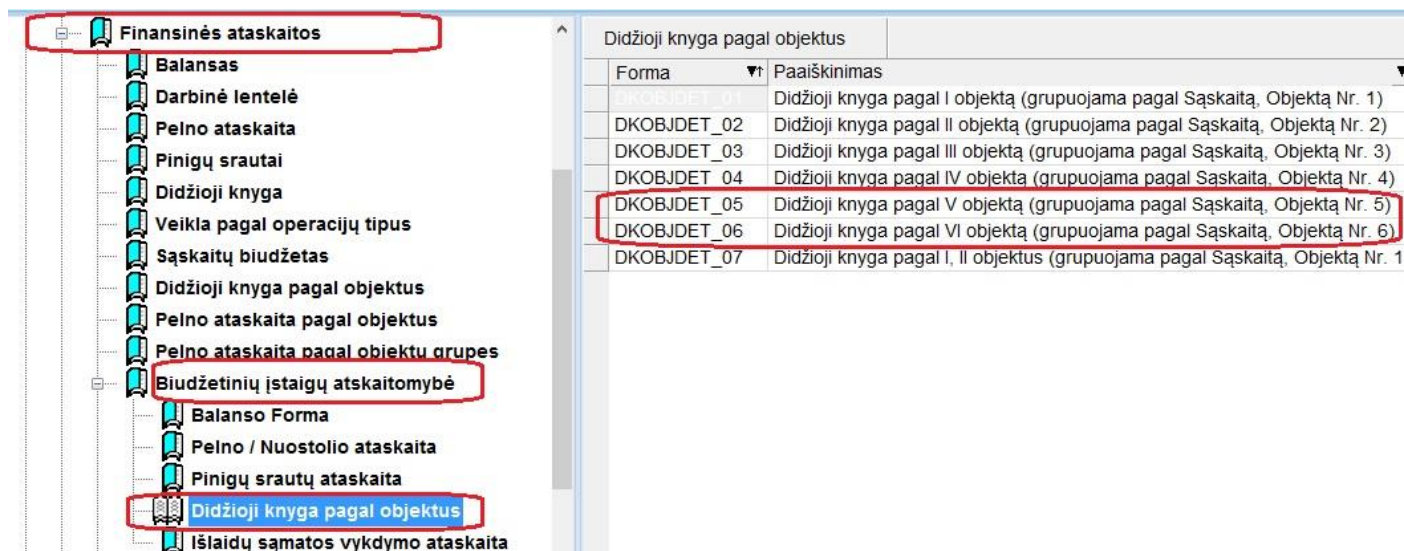 Finansinės ataskaitos
Balansas
Darbinė lentelė
Pelno ataskaita
Pinigų srautai
Didžioji knyga
Veikla pagal operacijų tipus
Sąskaitų biudžetas
Didžioji knyga pagal objektus
Pelno ataskaita pagal objektus
Pelno ataskaita pagal objektų grupes
Biudžetinių įstaigų atskaitomybė
Balanso Forma
Pelno / Nuostolio ataskaita
Pinigų srautų ataskaita
Didžioji knyga pagal objektus
Išlaidų sąmatos vykdymo ataskaita
Didžioji knyga pagal objektus
Forma Paaiškinimas
DKOBJDET_01 Didžioji knyga pagal I objektą (grupuojama pagal Sąskaitą, Objektą Nr. 1)
DKOBJDET_02 Didžioji knyga pagal II objektą (grupuojama pagal Sąskaitą, Objektą Nr. 2)
DKOBJDET_03 Didžioji knyga pagal III objektą (grupuojama pagal Sąskaitą, Objektą Nr. 3)
DKOBJDET_04 Didžioji knyga pagal IV objektą (grupuojama pagal Sąskaitą, Objektą Nr. 4)
DKOBJDET_05 Didžioji knyga pagal V objektą (grupuojama pagal Sąskaitą, Objektą Nr. 5)
DKOBJDET_06 Didžioji knyga pagal VI objektą (grupuojama pagal Sąskaitą, Objektą Nr. 6)
DKOBJDET_07 Didžioji knyga pagal I, II objektus (grupuojama pagal Sąskaitą, Objektą Nr. 1